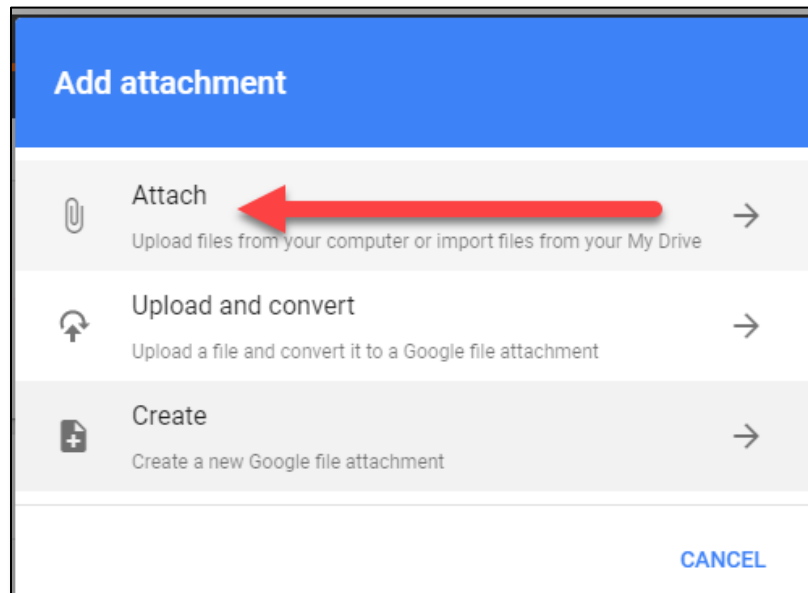 Add attachment
Attach
Upload files from your computer or import files from your My Drive
Upload and convert
Upload a file and convert it to a Google file attachment
Create
Create a new Google file attachment
CANCEL